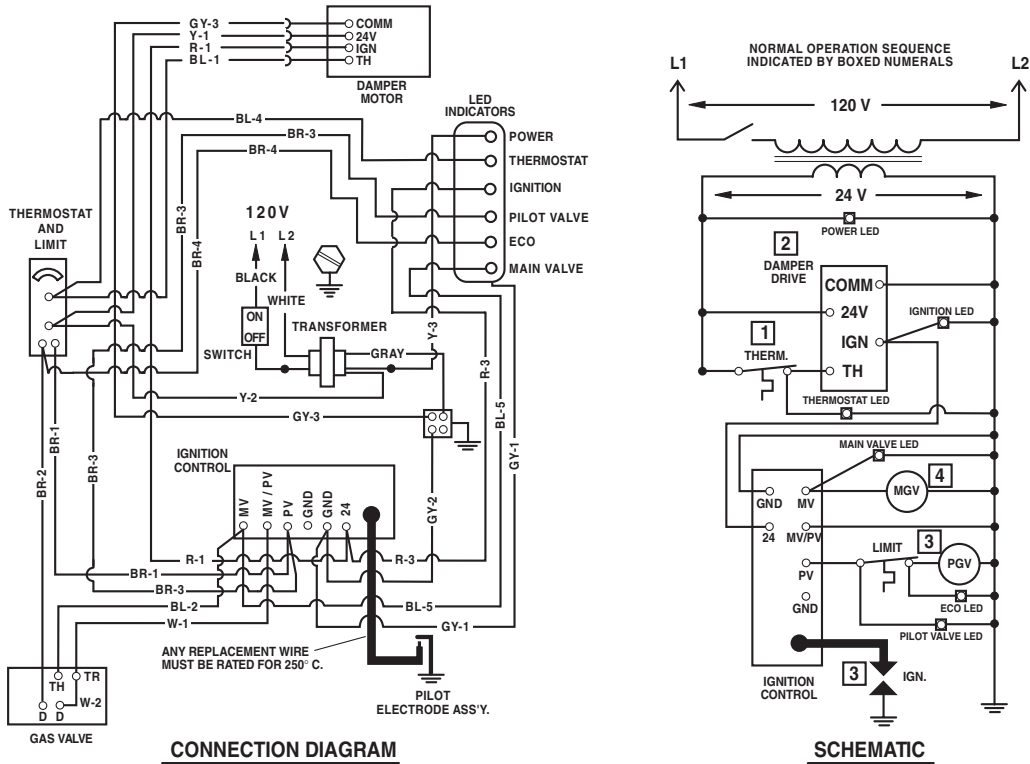 GY-3
Y-1
R-1
BL-1
COMM
24V
IGN
TH
DAMPER
MOTOR
LED
INDICATORS
BL-4
BR-3
BR-4
POWER
THERMOSTAT
IGNITION
PILOT VALVE
ECO
MAIN VALVE
THERMOSTAT
AND
LIMIT
BR-3
BR-4
120V
L1 L2
BLACK
WHITE
ON
OFF
SWITCH
TRANSFORMER
GRAY
Y-3
R-3
Y-2
GY-3
BL-5
GY-1
BR-1
BR-2
BR-3
IGNITION
CONTROL
MV
MV / PV
PV
GND
GND
24
GY-2
R-1
R-3
BR-1
BR-3
BL-2
BL-5
W-1
GY-1
ANY REPLACEMENT WIRE
MUST BE RATED FOR 250° C.
TH
TR
W-2
D D
GAS VALVE
PILOT
ELECTRODE ASS'Y.
CONNECTION DIAGRAM
NORMAL OPERATION SEQUENCE
INDICATED BY BOXED NUMERALS
L1
L2
120 V
24 V
POWER LED
2
DAMPER
DRIVE
COMM
24V
IGN
TH
IGNITION LED
1
THERM.
THERMOSTAT LED
MAIN VALVE LED
4
MGV
GND
MV
24
MV/PV
LIMIT
3
PGV
PV
GND
ECO LED
PILOT VALVE LED
3
IGN.
IGNITION
CONTROL
SCHEMATIC